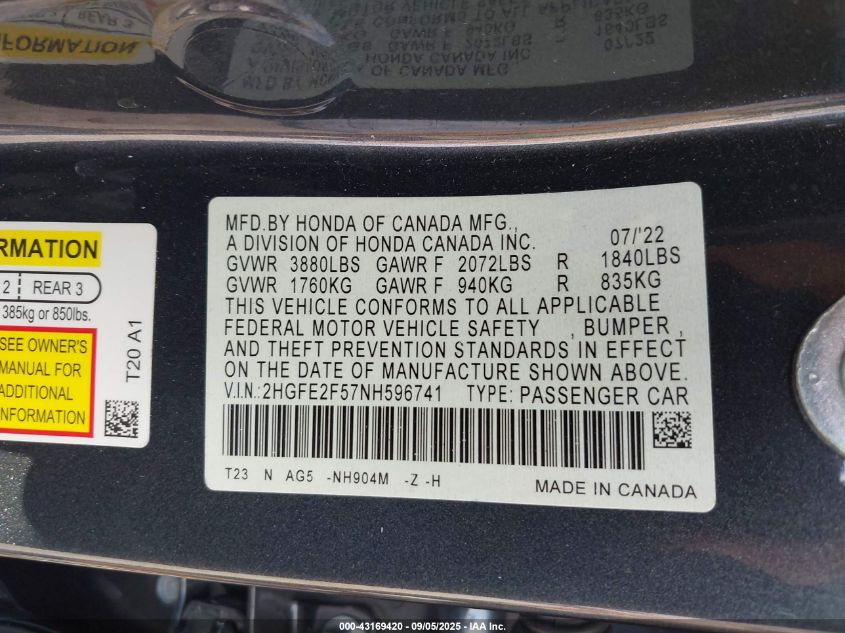 MFD.BY HONDA OF CANADA MFG.,
A DIVISION OF HONDA CANADA INC. 07/'22
GVWR 3880LBS GAWR F 2072LBS R 1840LBS
GVWR 1760KG GAWR F 940KG R 835KG
THIS VEHICLE CONFORMS TO ALL APPLICABLE
FEDERAL MOTOR VEHICLE SAFETY , BUMPER ,
AND THEFT PREVENTION STANDARDS IN EFFECT
ON THE DATE OF MANUFACTURE SHOWN ABOVE.
V.I.N.:2HGFE2F57NH596741 TYPE: PASSENGER CAR
T23 N AG5 -NH904M -Z -H
MADE IN CANADA
RMATION
2 REAR 3
385kg or 850lbs.
SEE OWNER'S
MANUAL FOR
ADDITIONAL
INFORMATION
T20 A1
000-43169420 - 09/05/2025 - IAA Inc.